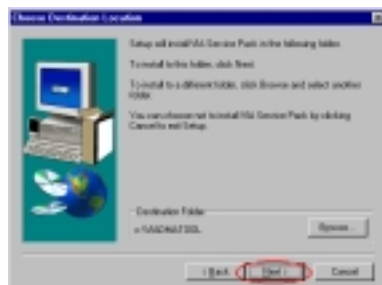 Choose Destination Location
Setup will install VIA Service Pack in the following folder.
To install to this folder, click Next.
To install to a different folder, click Browse and select another
folder.
You can choose not to install VIA Service Pack by clicking
Cancel to exit Setup.
Destination Folder
Browse...
< Back
Next >
Cancel